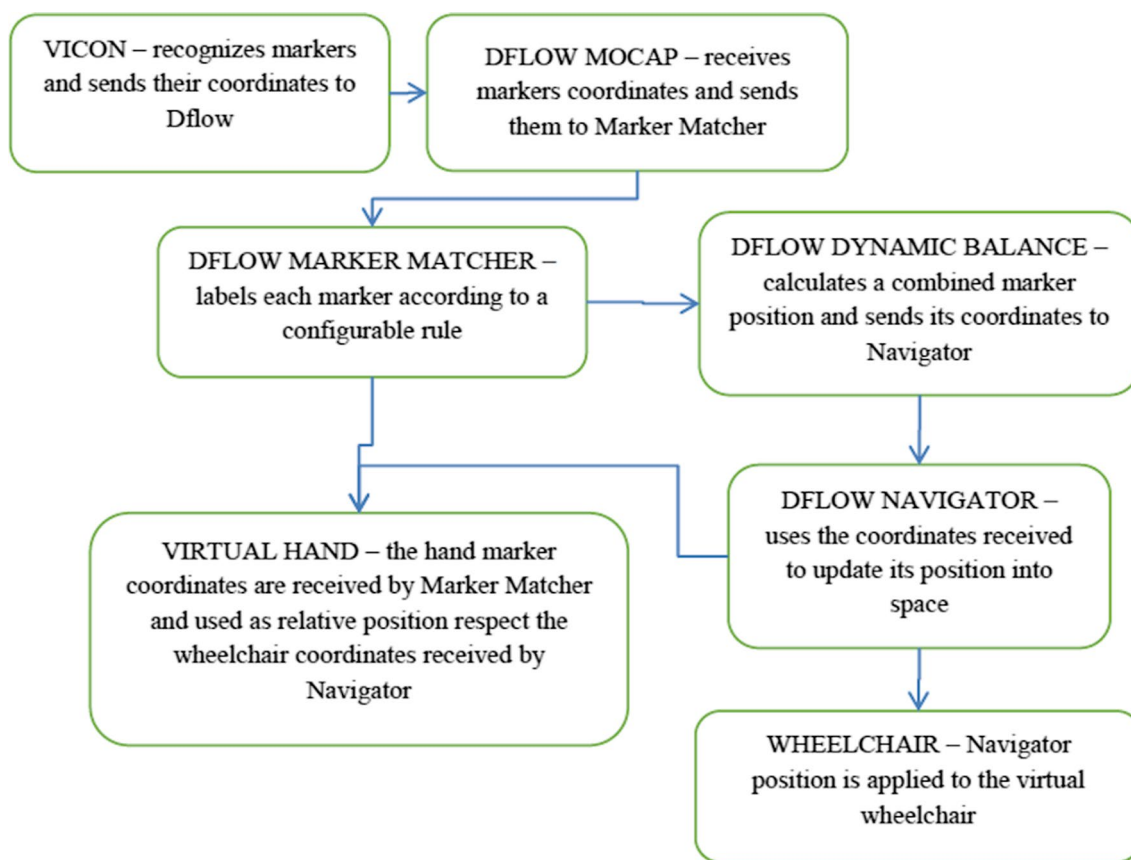 VICON – recognizes markers
and sends their coordinates to
Dflow
DFLOW MOCAP – receives
markers coordinates and sends
them to Marker Matcher
DFLOW MARKER MATCHER –
labels each marker according to a
configurable rule
DFLOW DYNAMIC BALANCE –
calculates a combined marker
position and sends its coordinates to
Navigator
VIRTUAL HAND – the hand marker
coordinates are received by Marker Matcher
and used as relative position respect the
wheelchair coordinates received by
Navigator
DFLOW NAVIGATOR –
uses the coordinates received
to update its position into
space
WHEELCHAIR – Navigator
position is applied to the virtual
wheelchair